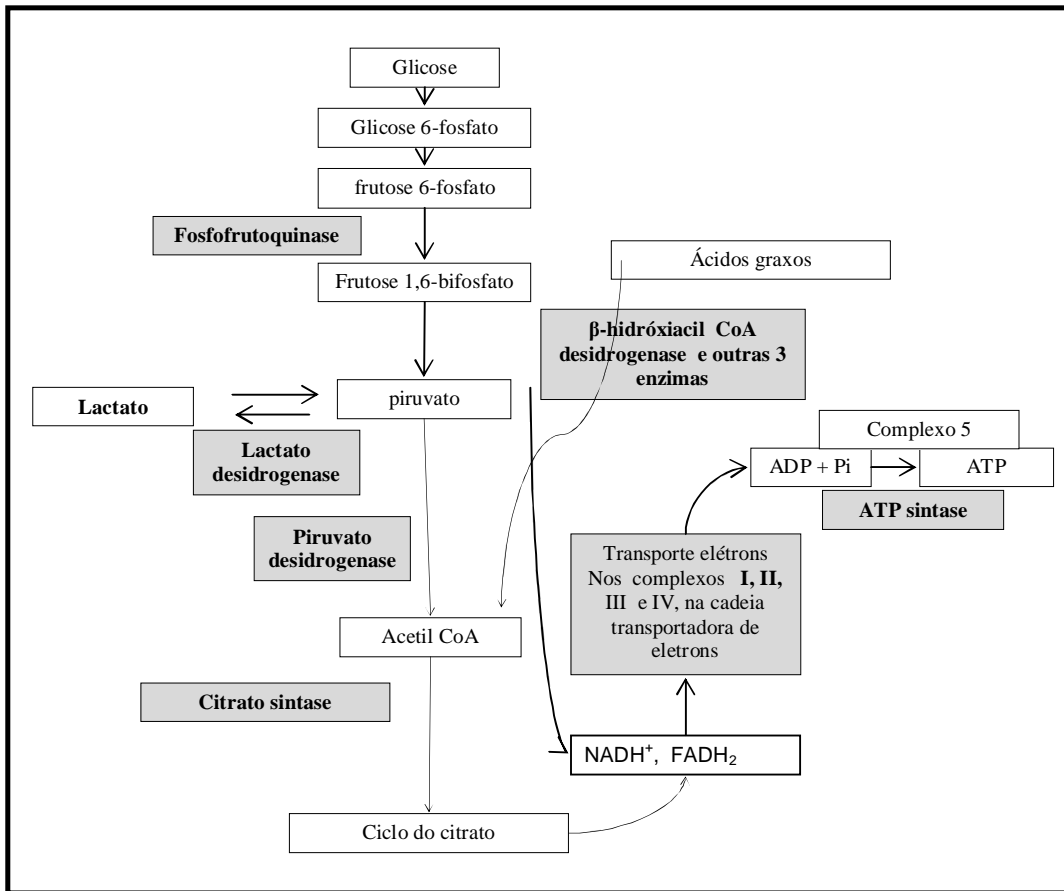 Glicose
Glicose 6-fosfato
frutose 6-fosfato
Fosfofrutoquinase
Ácidos graxos
Frutose 1,6-bifosfato
β-hidróxiacil CoA
desidrogenase e outras 3
enzimas
Lactato
piruvato
Lactato
desidrogenase
Complexo 5
ADP + Pi
ATP
ATP sintase
Piruvato
desidrogenase
Transporte elétrons
Nos complexos I, II,
III e IV, na cadeia
transportadora de
eletrons
Acetil CoA
Citrato sintase
NADH⁺, FADH₂
Ciclo do citrato